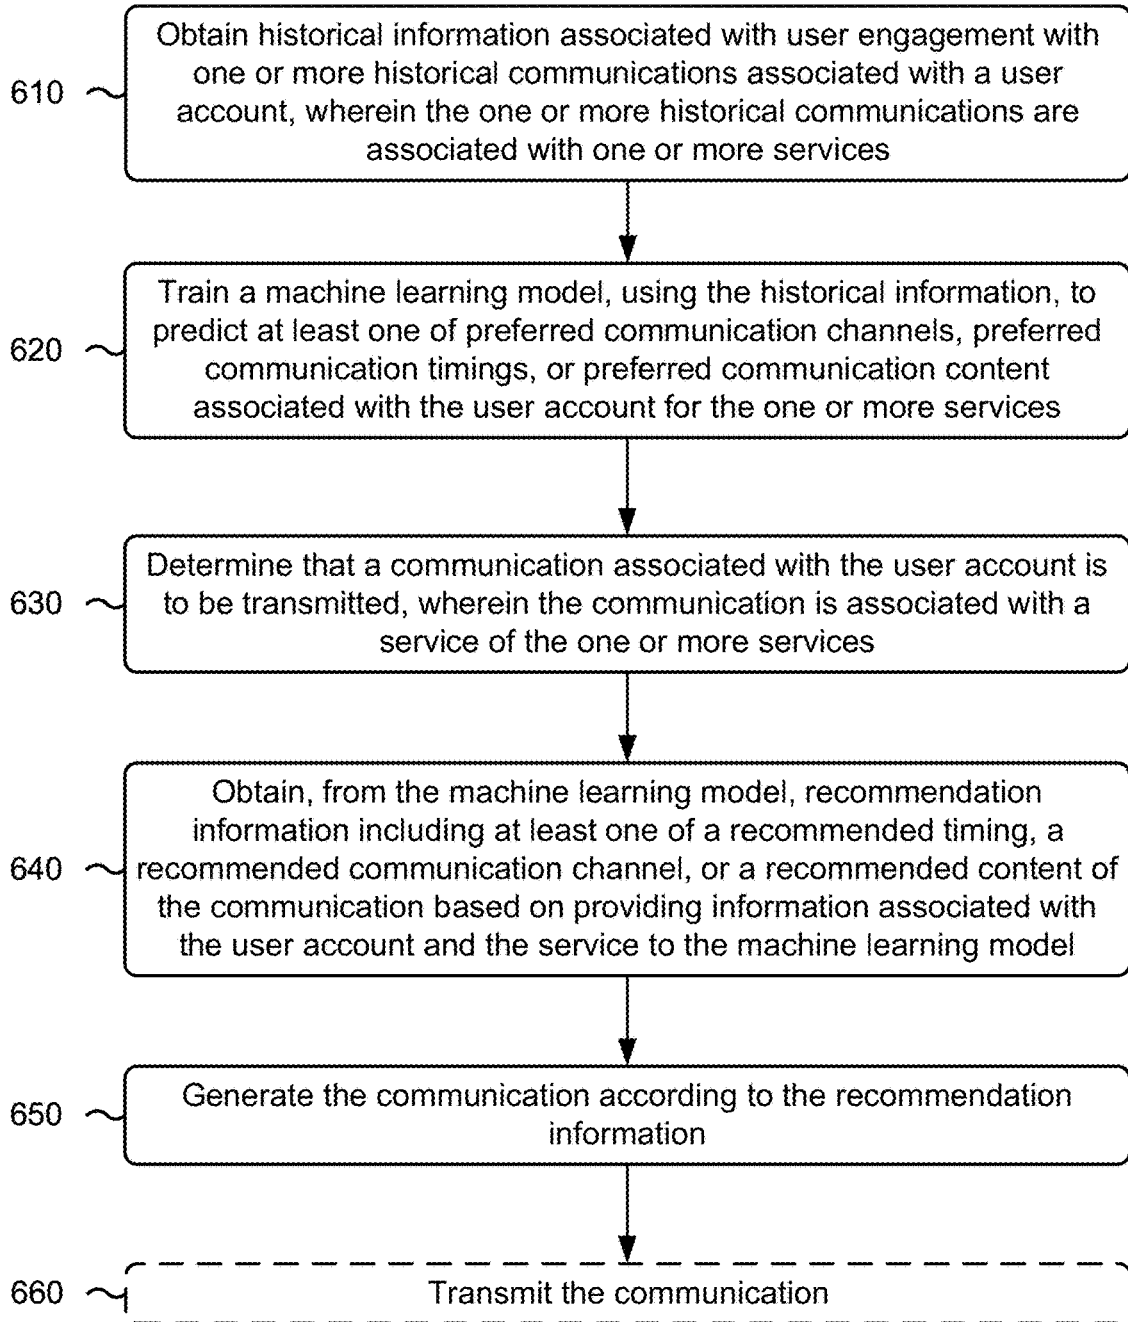 Obtain historical information associated with user engagement with
one or more historical communications associated with a user
610
account, wherein the one or more historical communications are
associated with one or more services
Train a machine learning model, using the historical information, to
predict at least one of preferred communication channels, preferred
620
communication timings, or preferred communication content
associated with the user account for the one or more services
Determine that a communication associated with the user account is
630
to be transmitted, wherein the communication is associated with a
service of the one or more services
Obtain, from the machine learning model, recommendation
information including at least one of a recommended timing, a
640
recommended communication channel, or a recommended content of
the communication based on providing information associated with
the user account and the service to the machine learning model
650
Generate the communication according to the recommendation
information
660
Transmit the communication